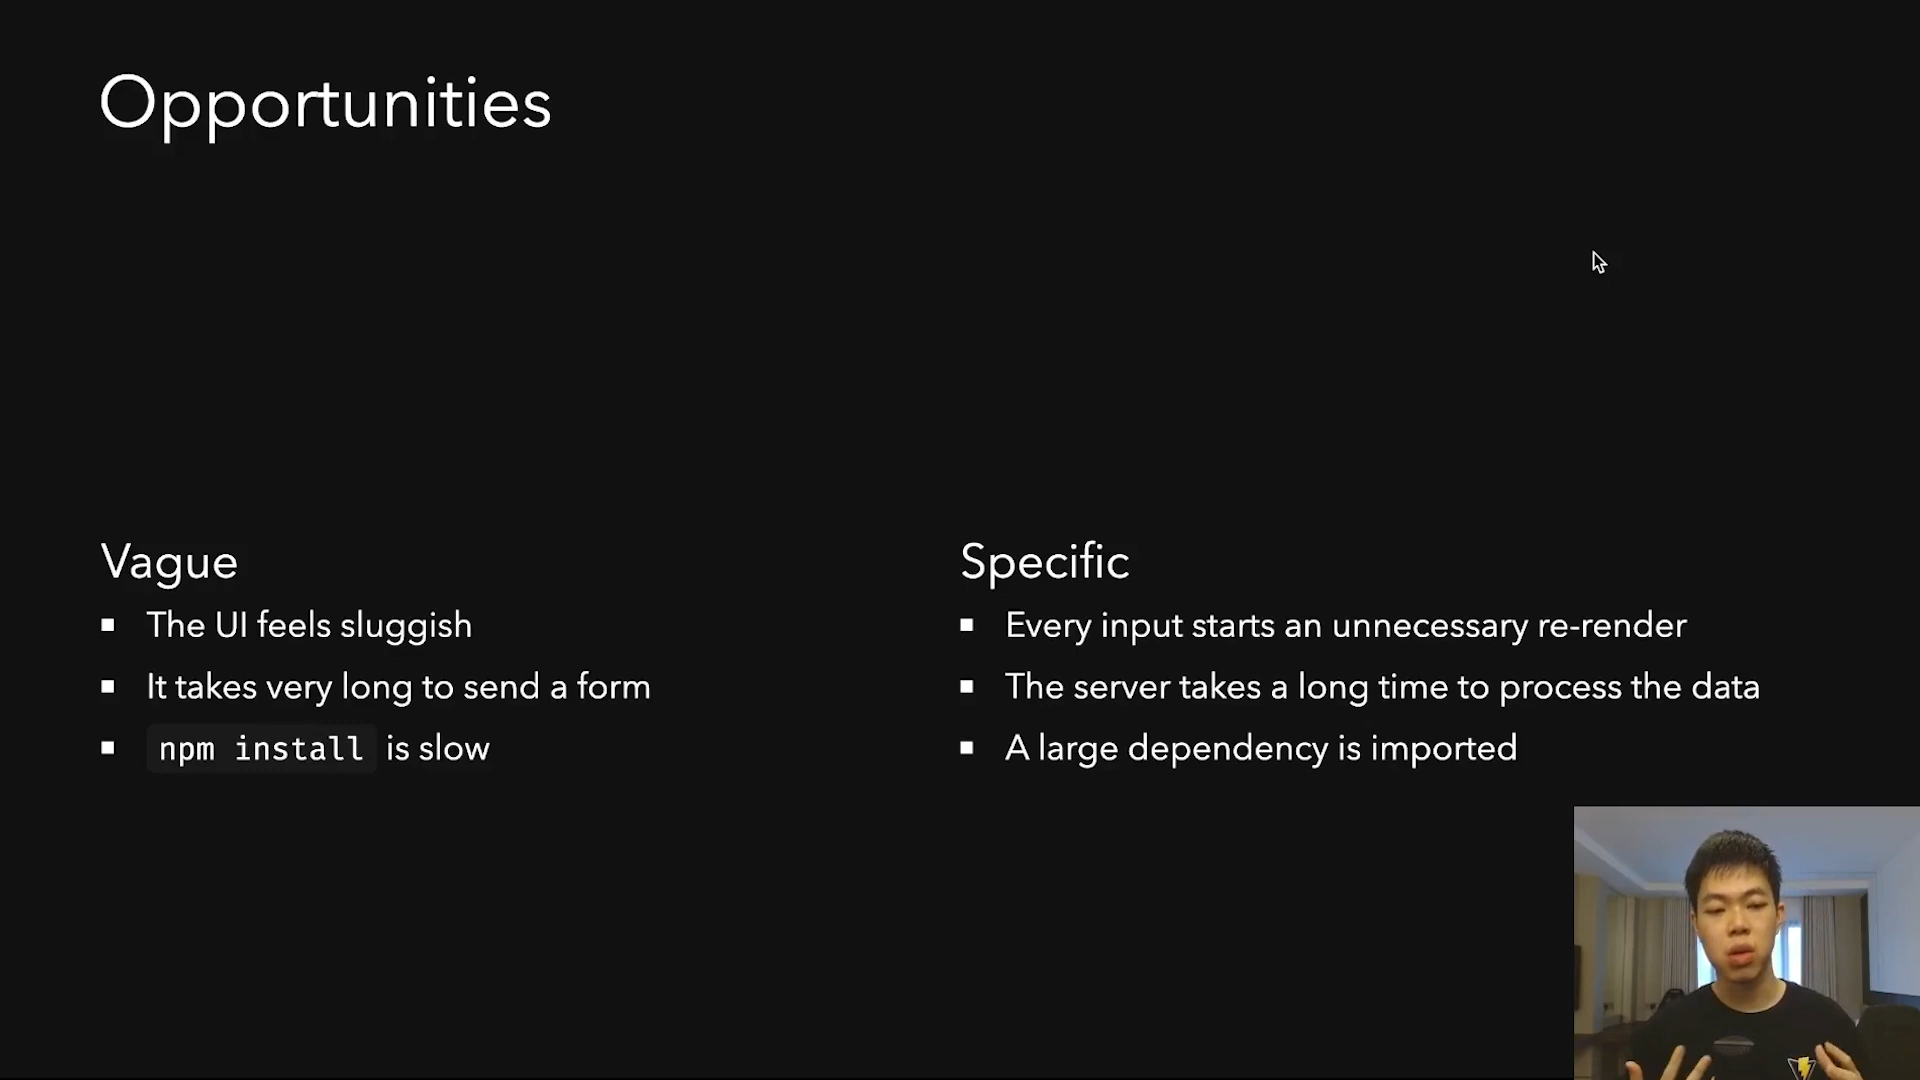 Opportunities
Vague
The UI feels sluggish
It takes very long to send a form
npm install is slow
Specific
Every input starts an unnecessary re-render
The server takes a long time to process the data
A large dependency is imported